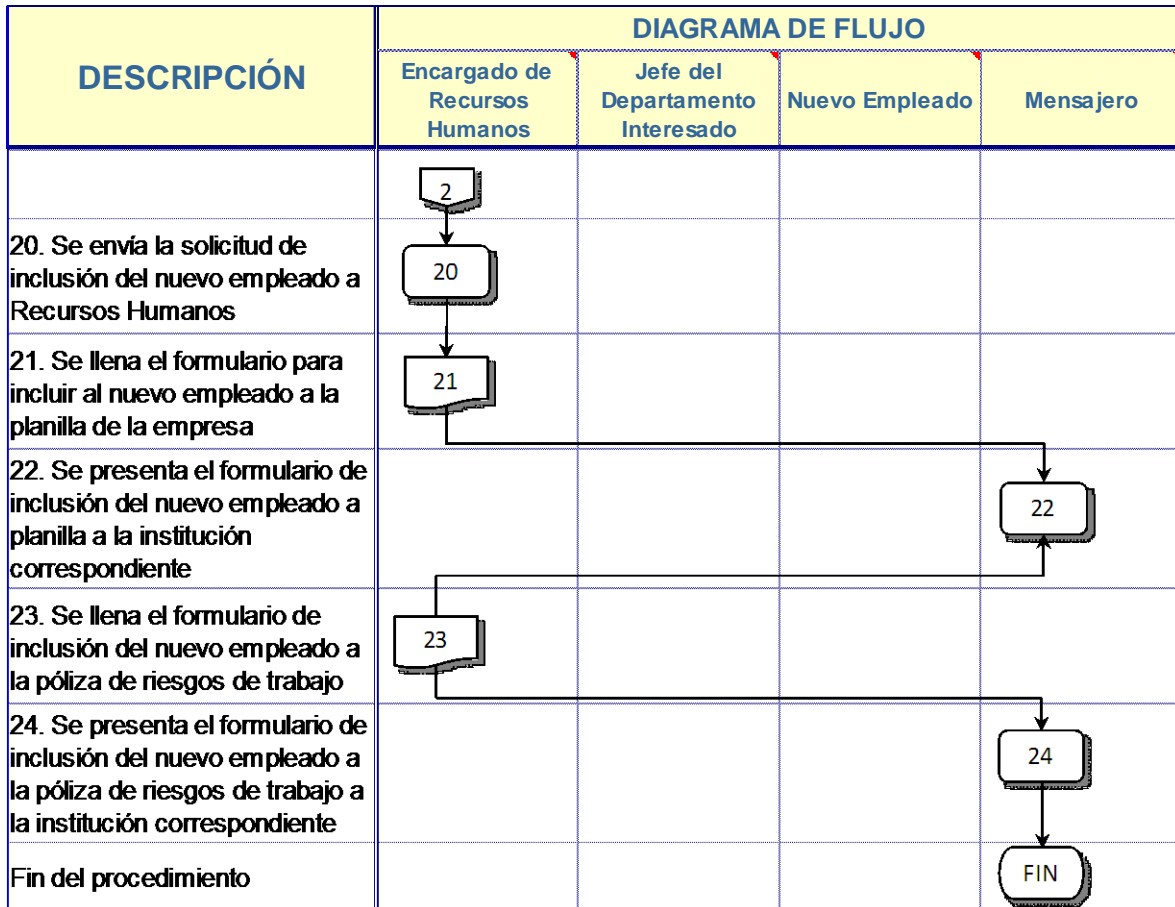 DESCRIPCIÓN
DIAGRAMA DE FLUJO
Encargado de
Recursos
Humanos
Jefe del
Departamento
Interesado
Nuevo Empleado
Mensajero
2
20. Se envía la solicitud de
inclusión del nuevo empleado a
Recursos Humanos
20
21. Se llena el formulario para
incluir al nuevo empleado a la
planilla de la empresa
21
22. Se presenta el formulario de
inclusión del nuevo empleado a
planilla a la institución
correspondiente
22
23. Se llena el formulario de
inclusión del nuevo empleado a
la póliza de riesgos de trabajo
23
24. Se presenta el formulario de
inclusión del nuevo empleado a
la póliza de riesgos de trabajo a
la institución correspondiente
24
Fin del procedimiento
FIN